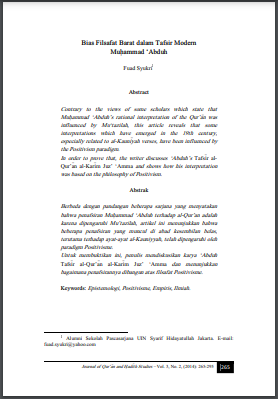 Bias Filsafat Barat dalam Tafsir Modern
Muḥammad ‘Abduh
Fuad Syukri¹
Abstract
Contrary to the views of some scholars which state that
Muḥammad ‘Abduh's rational interpretation of the Qur'ān was
influenced by Mu'tazilah, this article reveals that some
interpretations which have emerged in the 19th century,
especially related to al-Kauniyah verses, have been influenced by
the Positivism paradigm.
In order to prove that, the writer discusses ‘Abduh's Tafsīr al-
Qur'ān al-Karīm Juz' ‘Amma and shows how his interpretation
was based on the philosophy of Positivism.
Abstrak
Berbeda dengan pandangan beberapa sarjana yang menyatakan
bahwa penafsiran Muḥammad ‘Abduh terhadap al-Qur'an adalah
karena dipengaruhi Mu'tazilah, artikel ini menunjukkan bahwa
beberapa penafsiran yang muncul di abad kesembilan belas,
terutama terhadap ayat-ayat al-Kauniyyah, telah dipengaruhi oleh
paradigm Positivisme.
Untuk membuktikan ini, penulis mendiskusikan karya ‘Abduh
Tafsīr al-Qur'ān al-Karīm Juz' ‘Amma dan menunjukkan
bagaimana penafsirannya dibangun atas filsafat Positivisme.
Keywords: Epistemologi, Positivisme, Empiris, Ilmiah.
¹ Alumni Sekolah Pascasarjana UIN Syarif Hidayatullah Jakarta. E-mail:
fuad.syukri@yahoo.com
Journal of Qur'ān and Ḥadīth Studies – Vol. 3, No. 2, (2014): 265-293 265